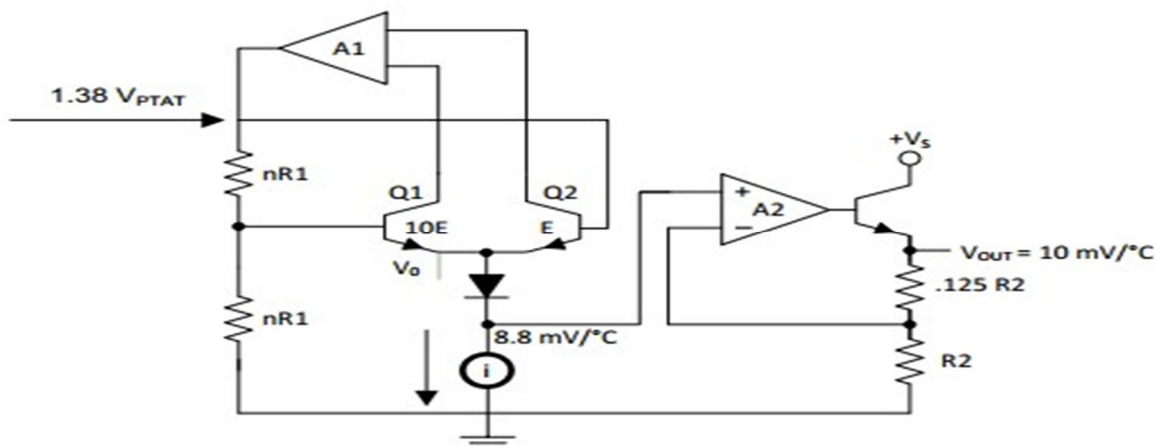 A1
1.38 VPTAT
+Vs
nR1
Q1
Q2
A2
+
−
10E
E
V0
VOUT = 10 mV/°C
.125 R2
nR1
8.8 mV/°C
i
R2